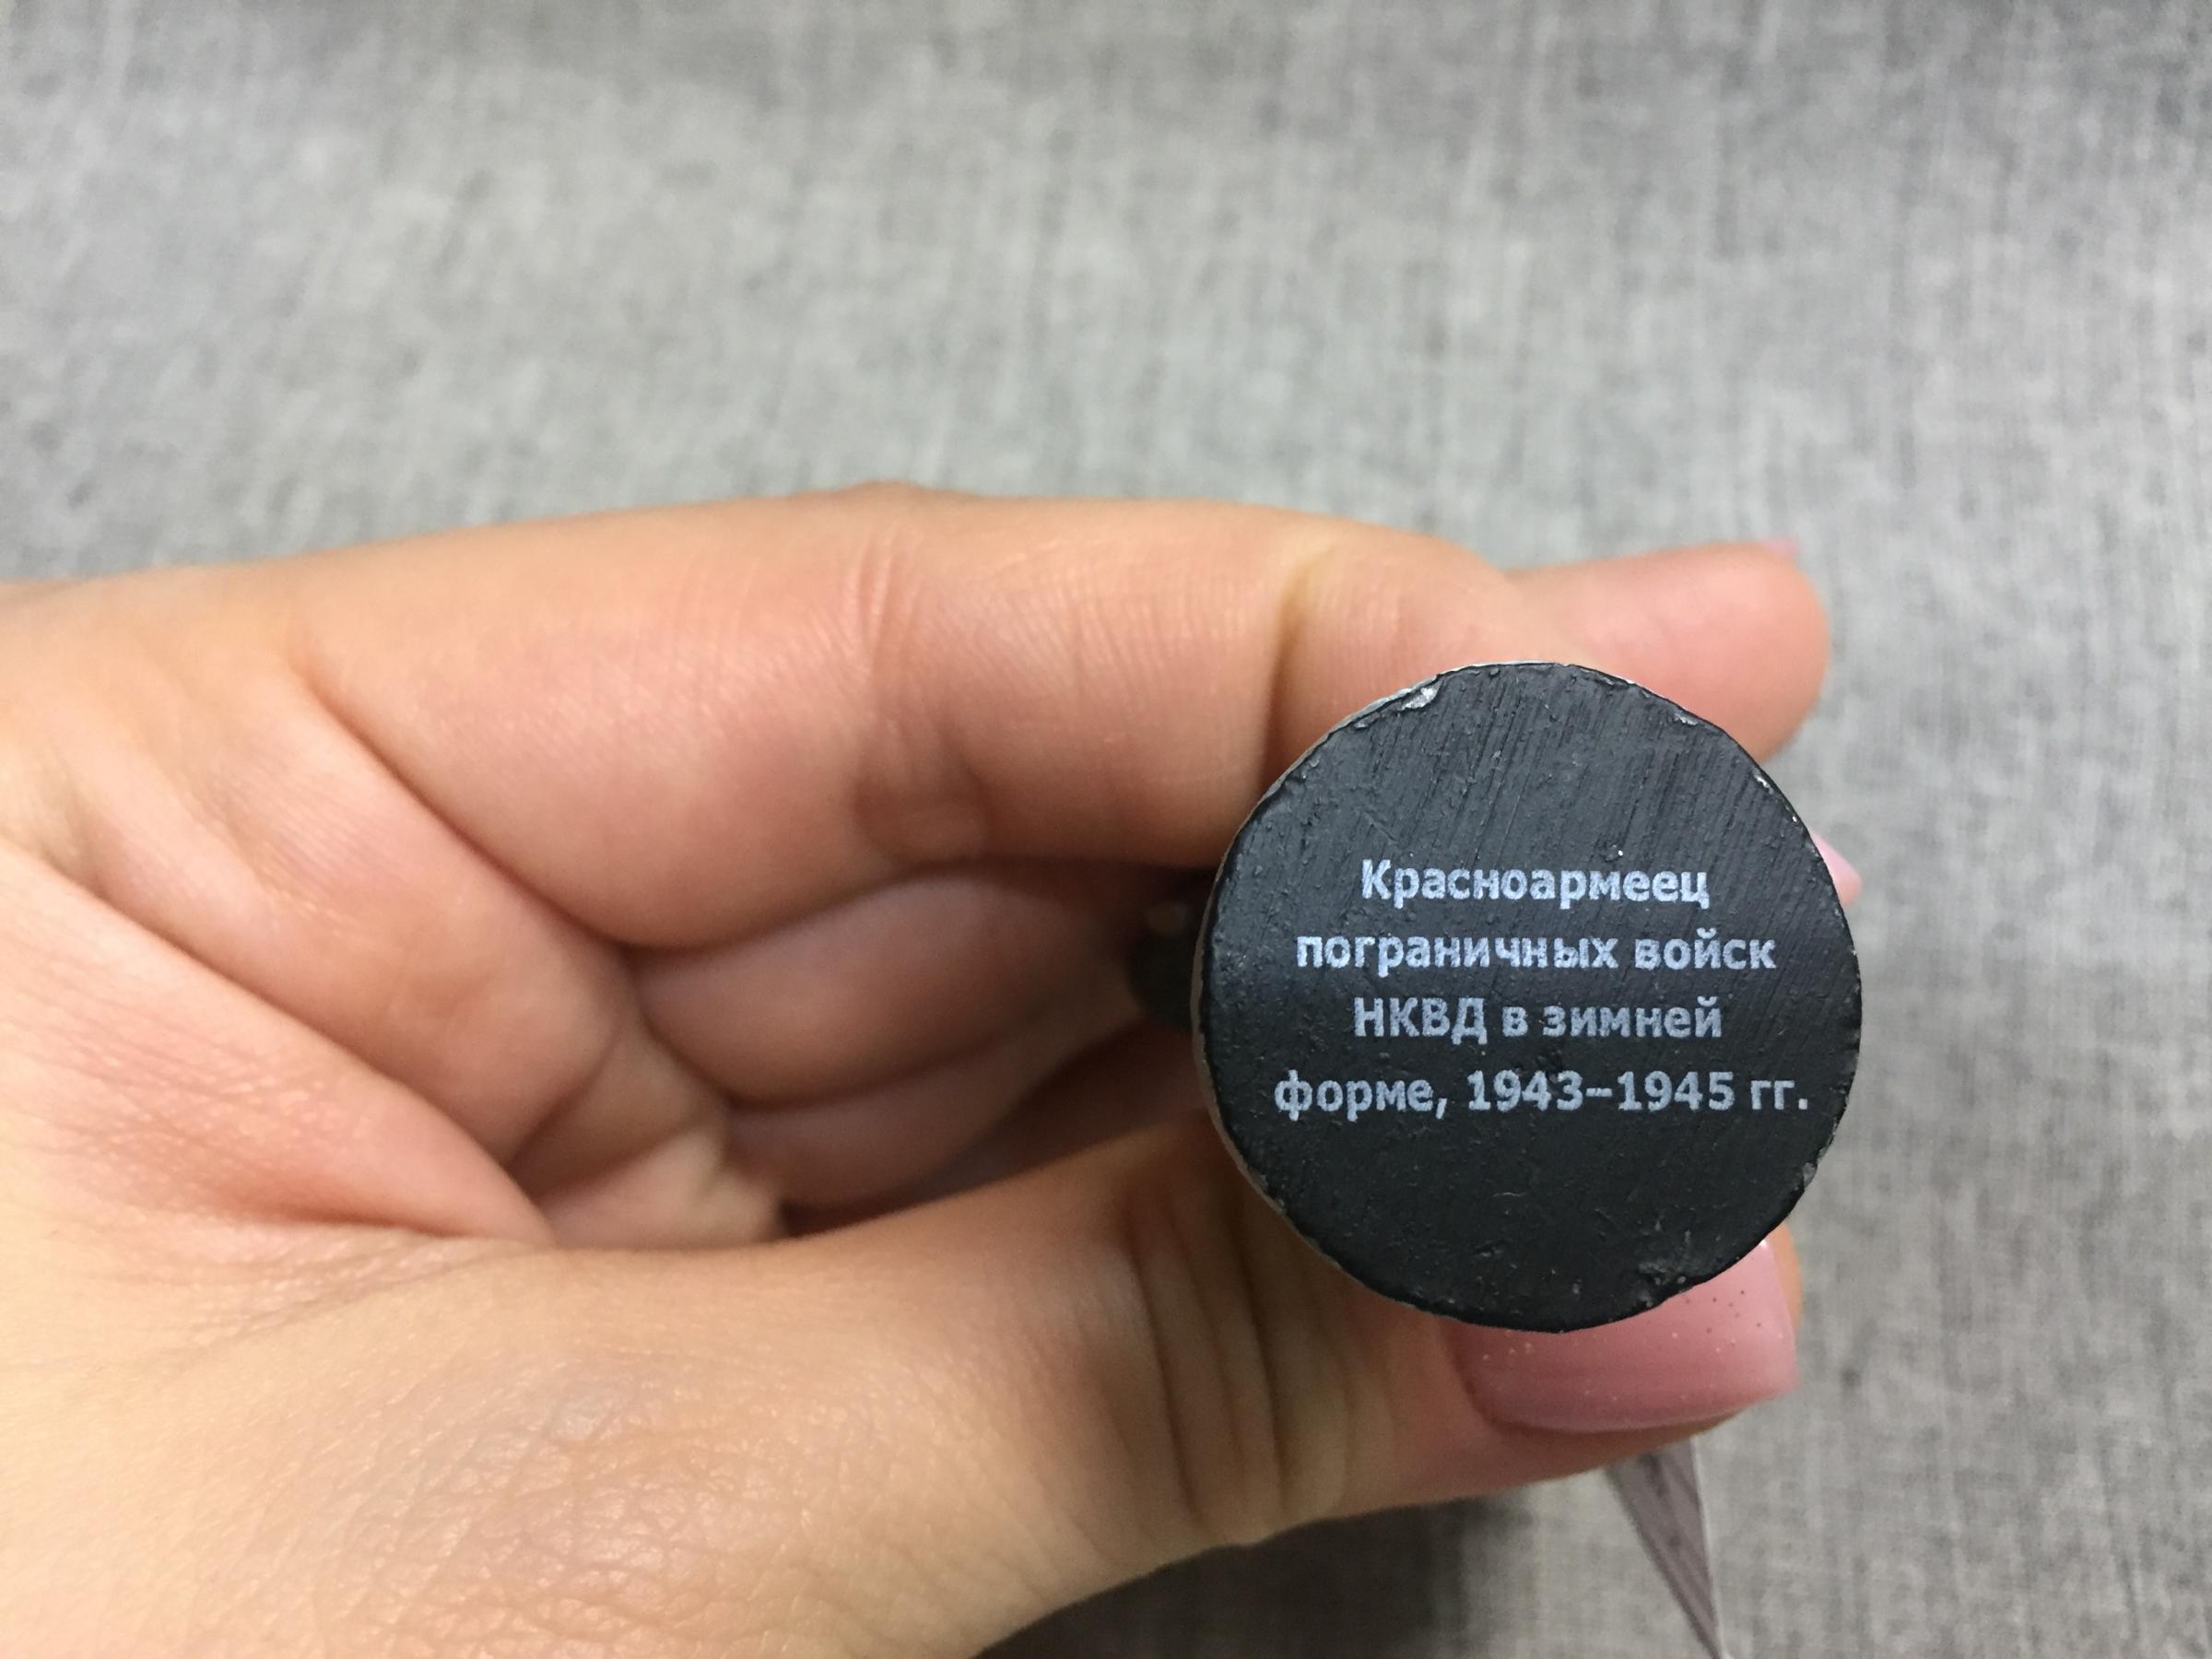 Красноармеец
пограничных войск
НКВД в зимней
форме, 1943–1945 гг.